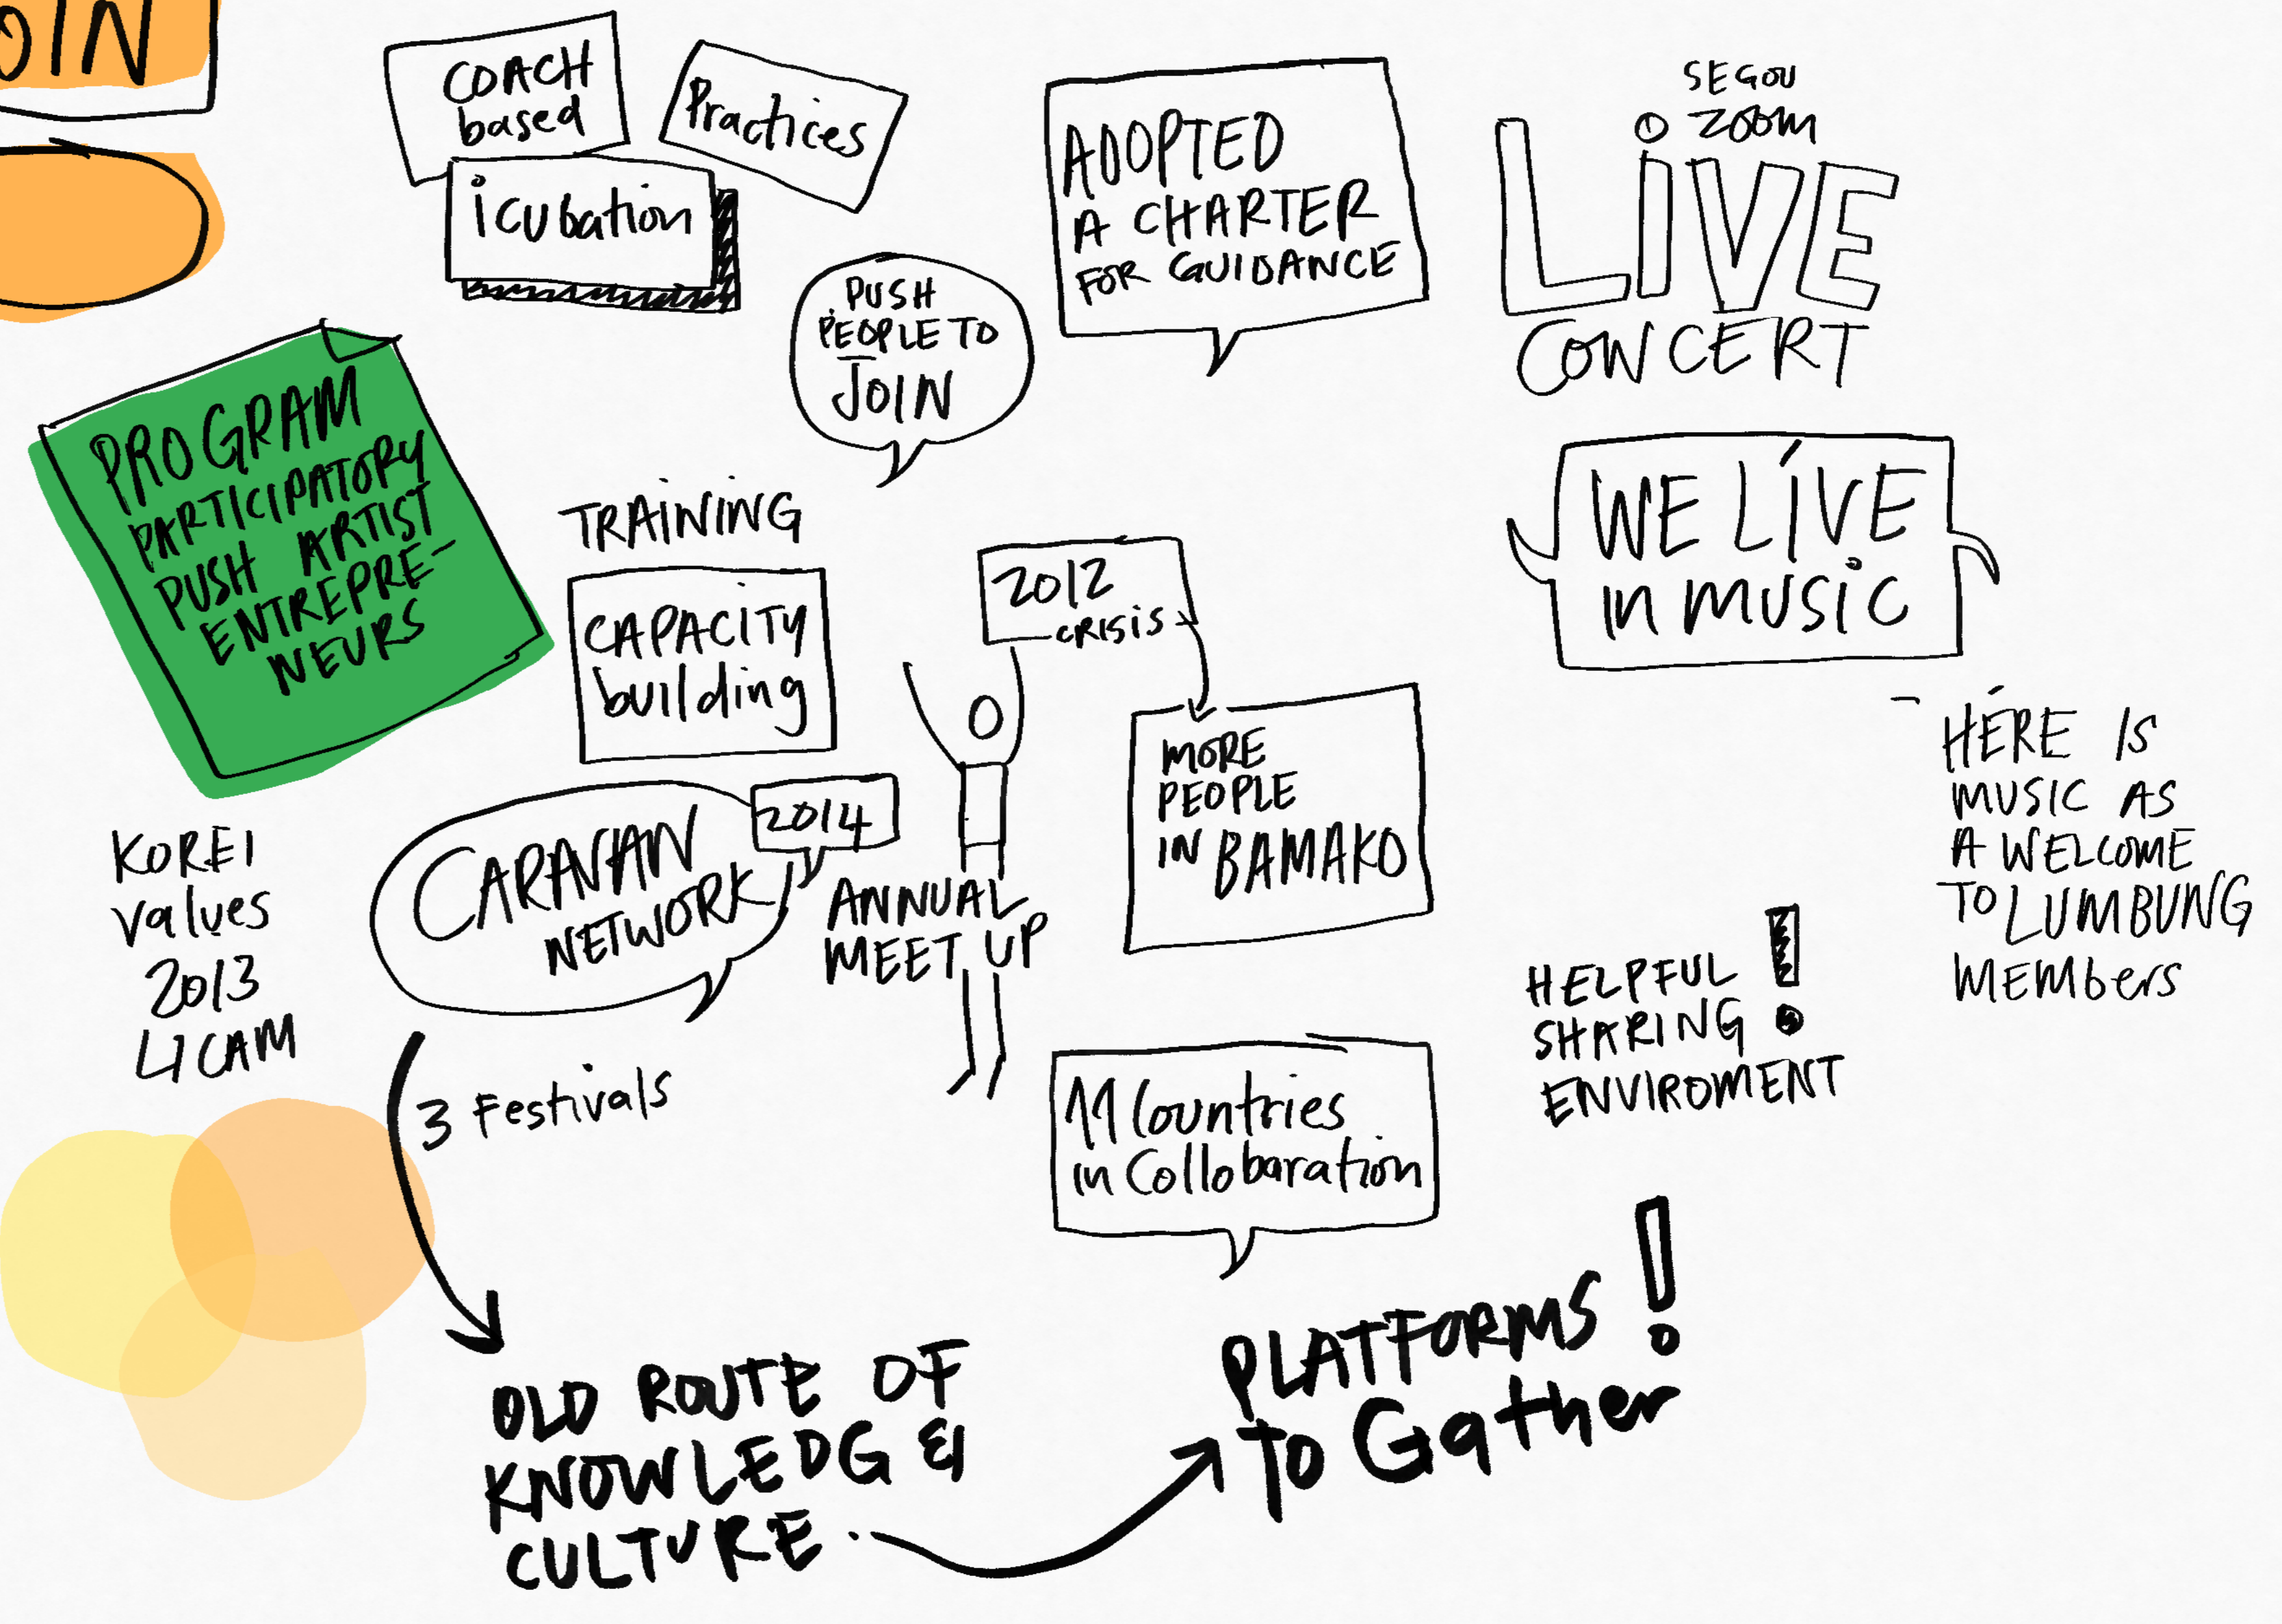 OIN
COACH
based
Practices
icubation
PUSH
PEOPLE TO
JOIN
ADOPTED
A CHARTER
FOR GUIDANCE
SEGOU
ZOOM
LiVE
CONCERT
PROGRAM
PARTICIPATORY
PUSH ARTIST
ENTREPRE-
NEURS
TRAINING
CAPACITY
building
2012
CRISIS
WE LIVE
in MUSIC
MORE
PEOPLE
IN BAMAKO
- HERE IS
MUSIC AS
A WELCOME
TO LUMBUNG
MEMbers
KOREI
values
2013
LICAM
CARAVAN
NETWORK
2014
ANNUAL
MEET UP
HELPFUL
SHARING !
ENVIROMENT
3 Festivals
11 Countries
in Collobaration
OLD ROUTE OF
KNOWLEDG &
CULTURE
PLATFORMS !
TO Gather